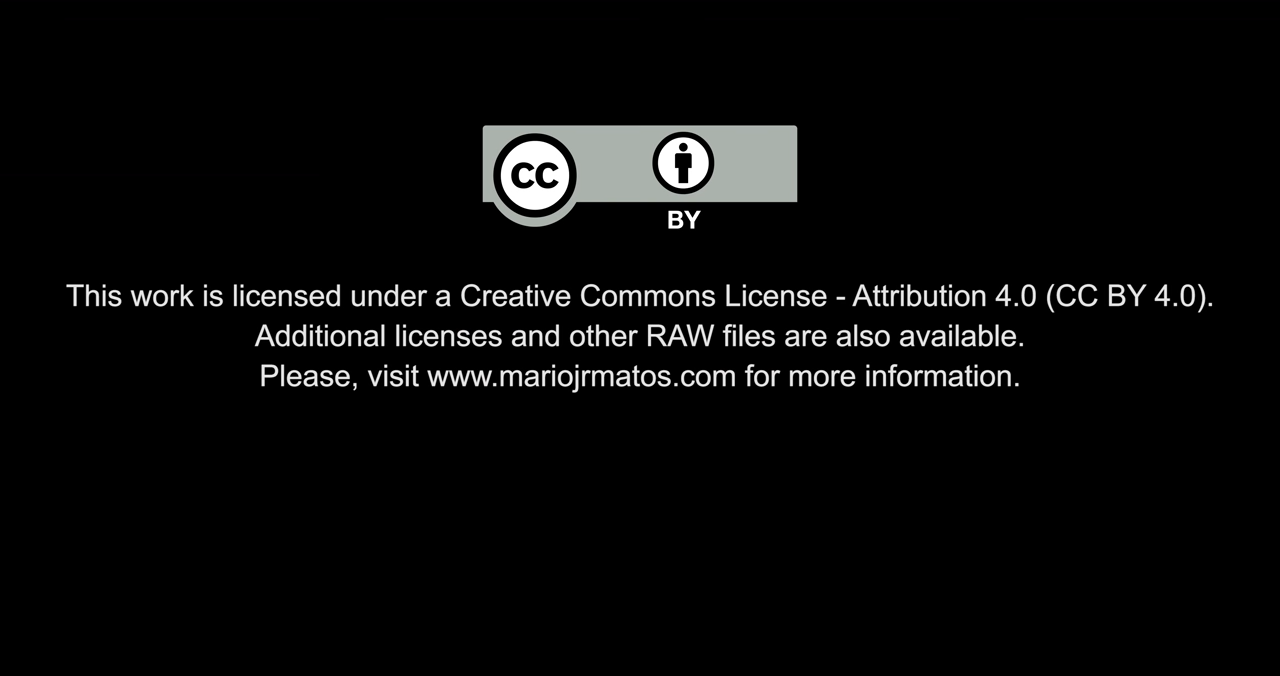 CC
BY
This work is licensed under a Creative Commons License - Attribution 4.0 (CC BY 4.0).
Additional licenses and other RAW files are also available.
Please, visit www.mariojrmatos.com for more information.